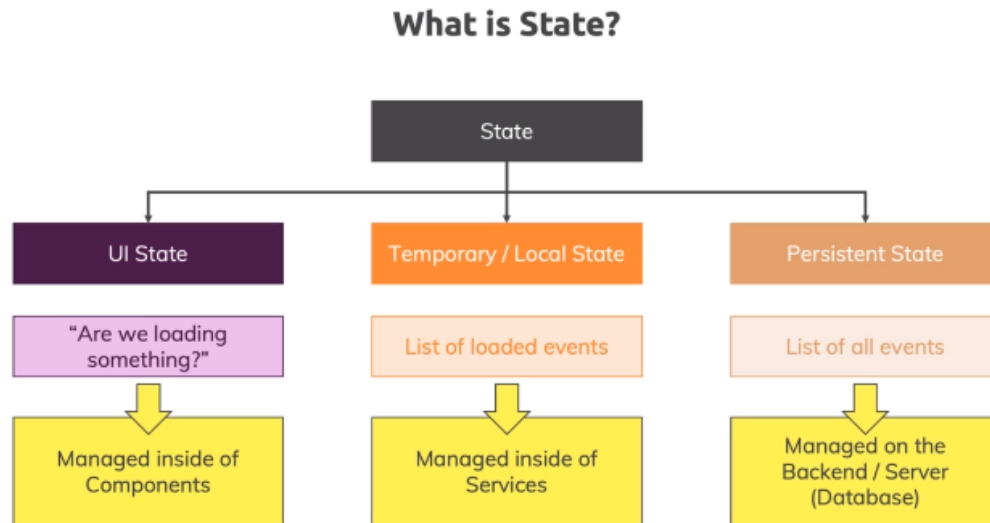 What is State?
State
UI State
Temporary / Local State
Persistent State
“Are we loading
something?”
List of loaded events
List of all events
Managed inside of
Components
Managed inside of
Services
Managed on the
Backend / Server
(Database)